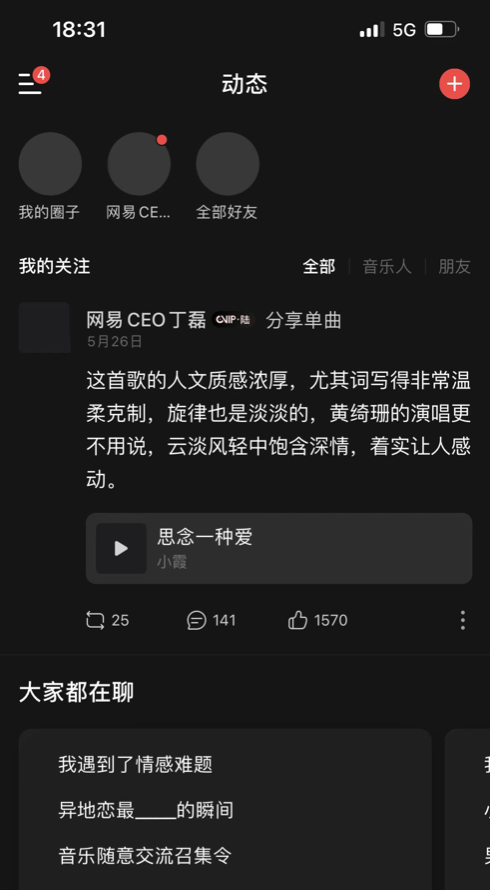 18:31 5G
4
动态
我的圈子 网易CE... 全部好友
我的关注 全部 音乐人 朋友
网易CEO丁磊 CVIP·陆 分享单曲
5月26日
这首歌的人文质感浓厚，尤其词写得非常温
柔克制，旋律也是淡淡的，黄绮珊的演唱更
不用说，云淡风轻中饱含深情，着实让人感
动。
思念一种爱
小霞
25 141 1570
大家都在聊
我遇到了情感难题
异地恋最____的瞬间
音乐随意交流召集令